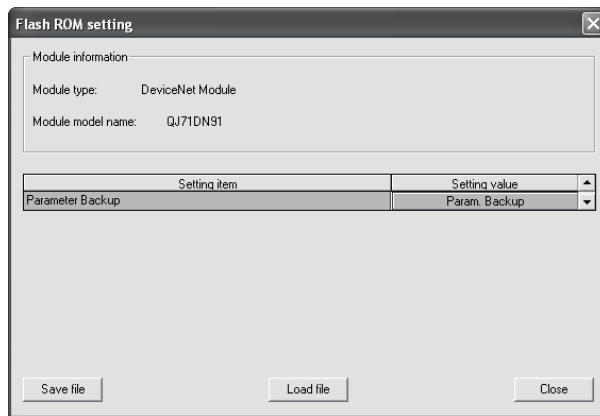 Flash ROM setting
Module information
Module type: DeviceNet Module
Module model name: QJ71DN91
Setting item Setting value
Parameter Backup Param. Backup
Save file Load file Close